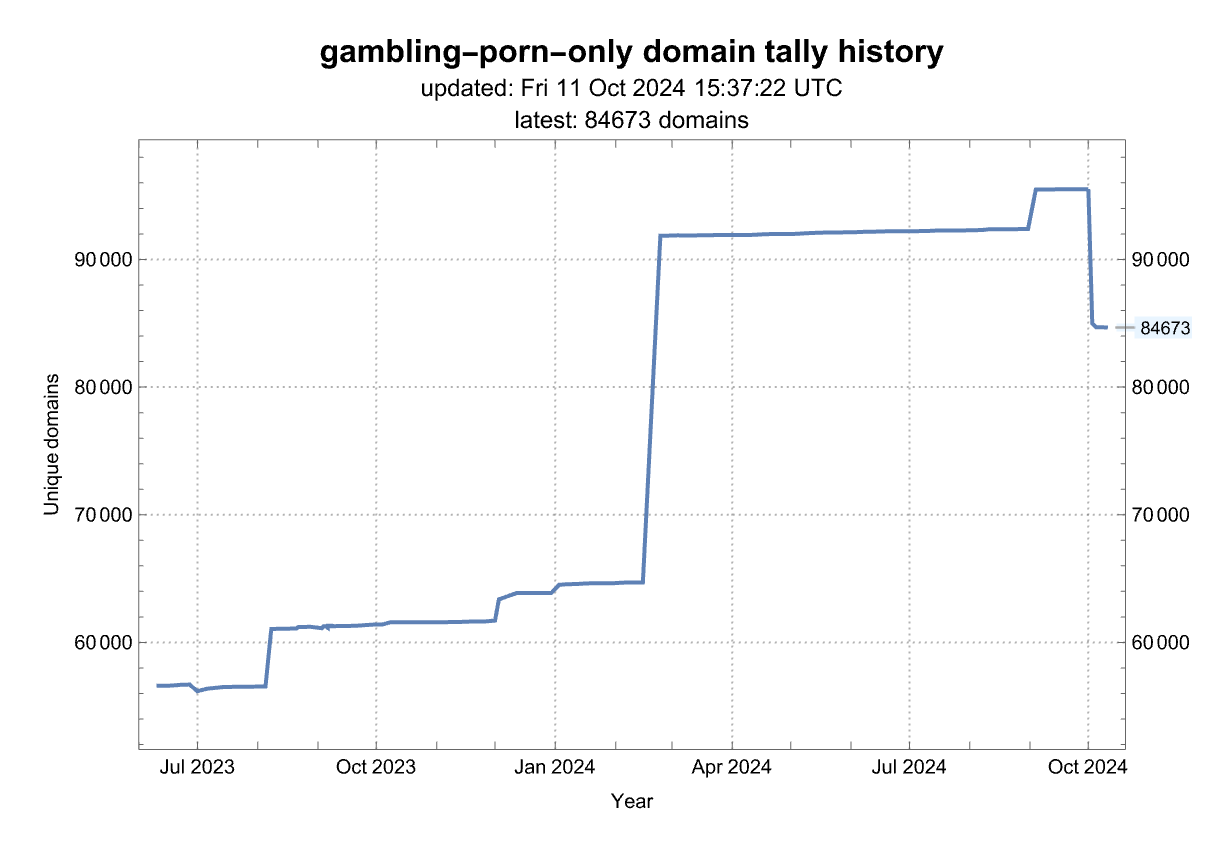 gambling–porn–only domain tally history
updated: Fri 11 Oct 2024 15:37:22 UTC
latest: 84673 domains
90 000
90 000
84673
80 000
80 000
Unique domains
70 000
70 000
60 000
60 000
Jul 2023
Oct 2023
Jan 2024
Apr 2024
Jul 2024
Oct 2024
Year